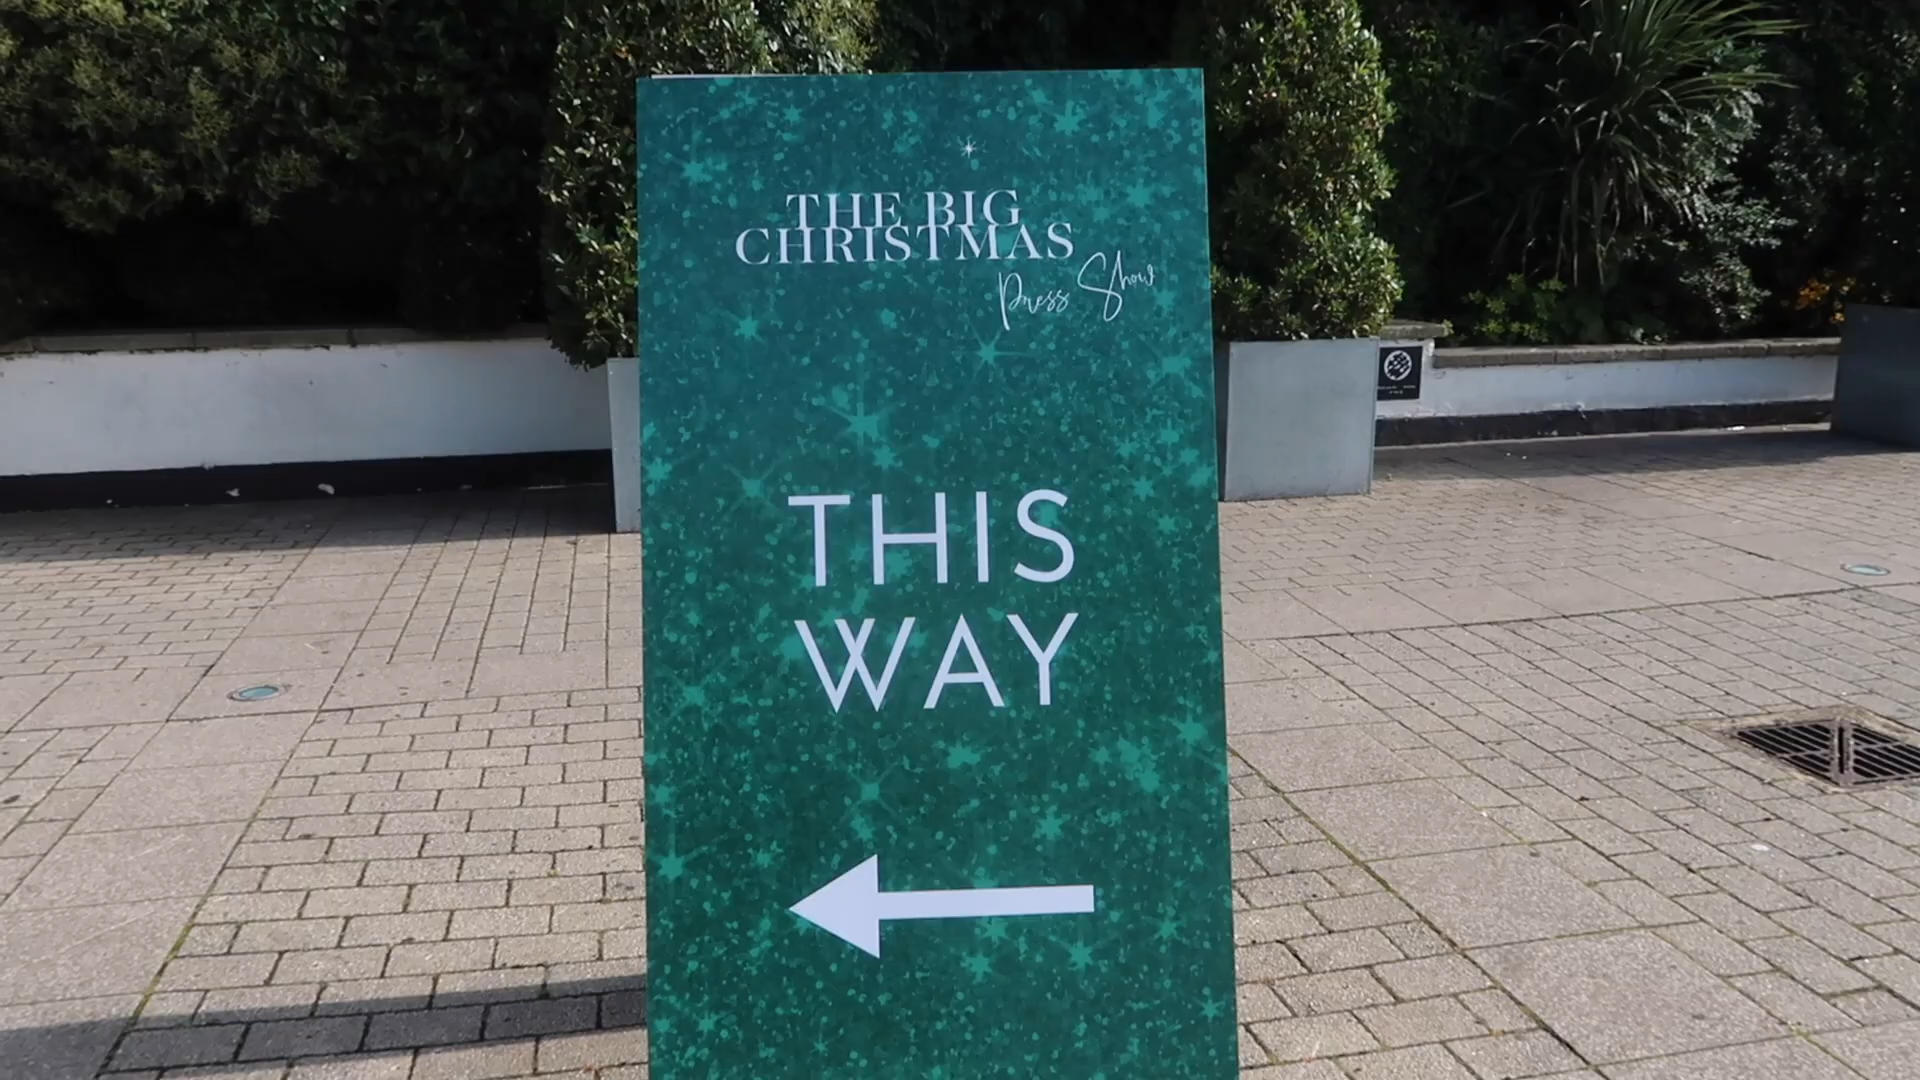 THE BIG
CHRISTMAS
Press Show
THIS
WAY